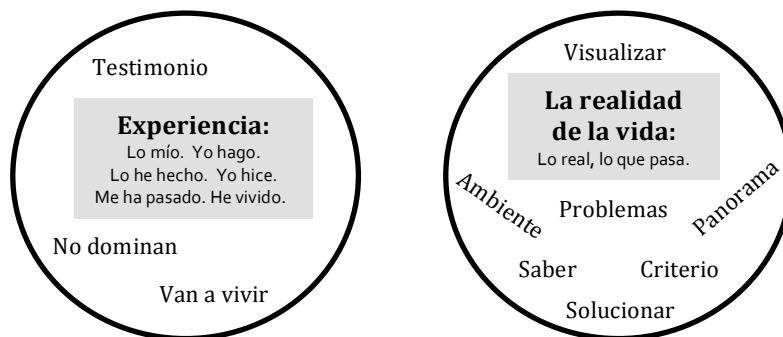 Testimonio
Experiencia:
Lo mío. Yo hago.
Lo he hecho. Yo hice.
Me ha pasado. He vivido.
No dominan
Van a vivir
Visualizar
La realidad
de la vida:
Lo real, lo que pasa.
Ambiente
Problemas
Panorama
Saber
Criterio
Solucionar